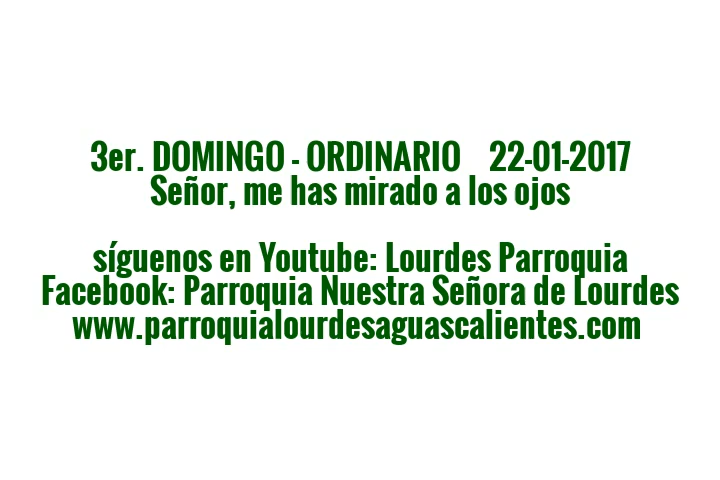 3er. DOMINGO - ORDINARIO    22-01-2017
Señor, me has mirado a los ojos
síguenos en Youtube: Lourdes Parroquia
Facebook: Parroquia Nuestra Señora de Lourdes
www.parroquialourdesaguascalientes.com